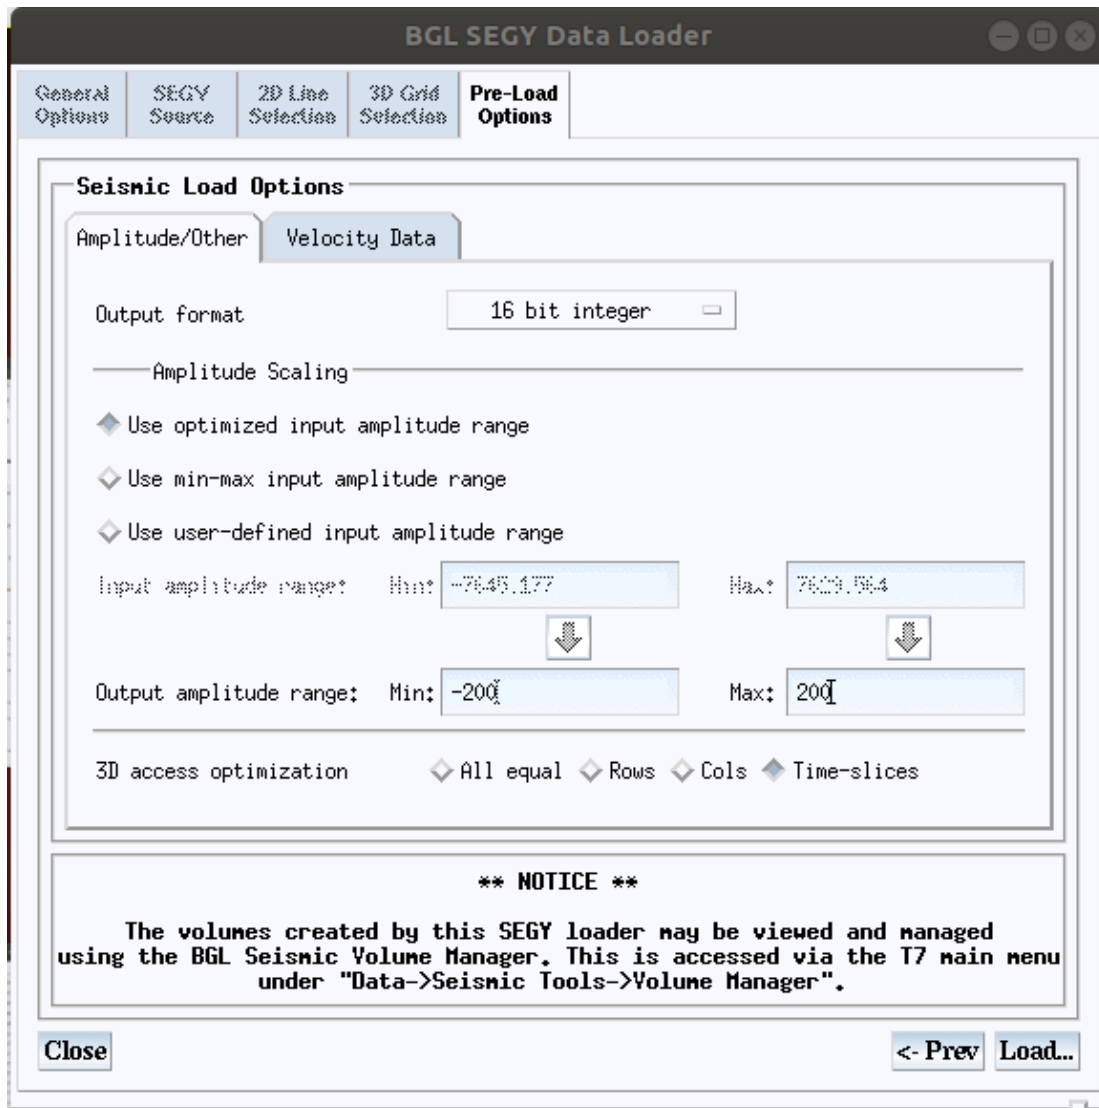 BGL SEGY Data Loader
General Options
SEGY Source
2D Line Selection
3D Grid Selection
Pre-Load Options
Seismic Load Options
Amplitude/Other Velocity Data
Output format 16 bit integer
Amplitude Scaling
Use optimized input amplitude range
Use min-max input amplitude range
Use user-defined input amplitude range
Input amplitude range: Min: -7645.177 Max: 7629.564
Output amplitude range: Min: -200 Max: 200
3D access optimization All equal Rows Cols Time-slices
** NOTICE **
The volumes created by this SEGY loader may be viewed and managed
using the BGL Seismic Volume Manager. This is accessed via the T7 main menu
under "Data->Seismic Tools->Volume Manager".
Close <- Prev Load...